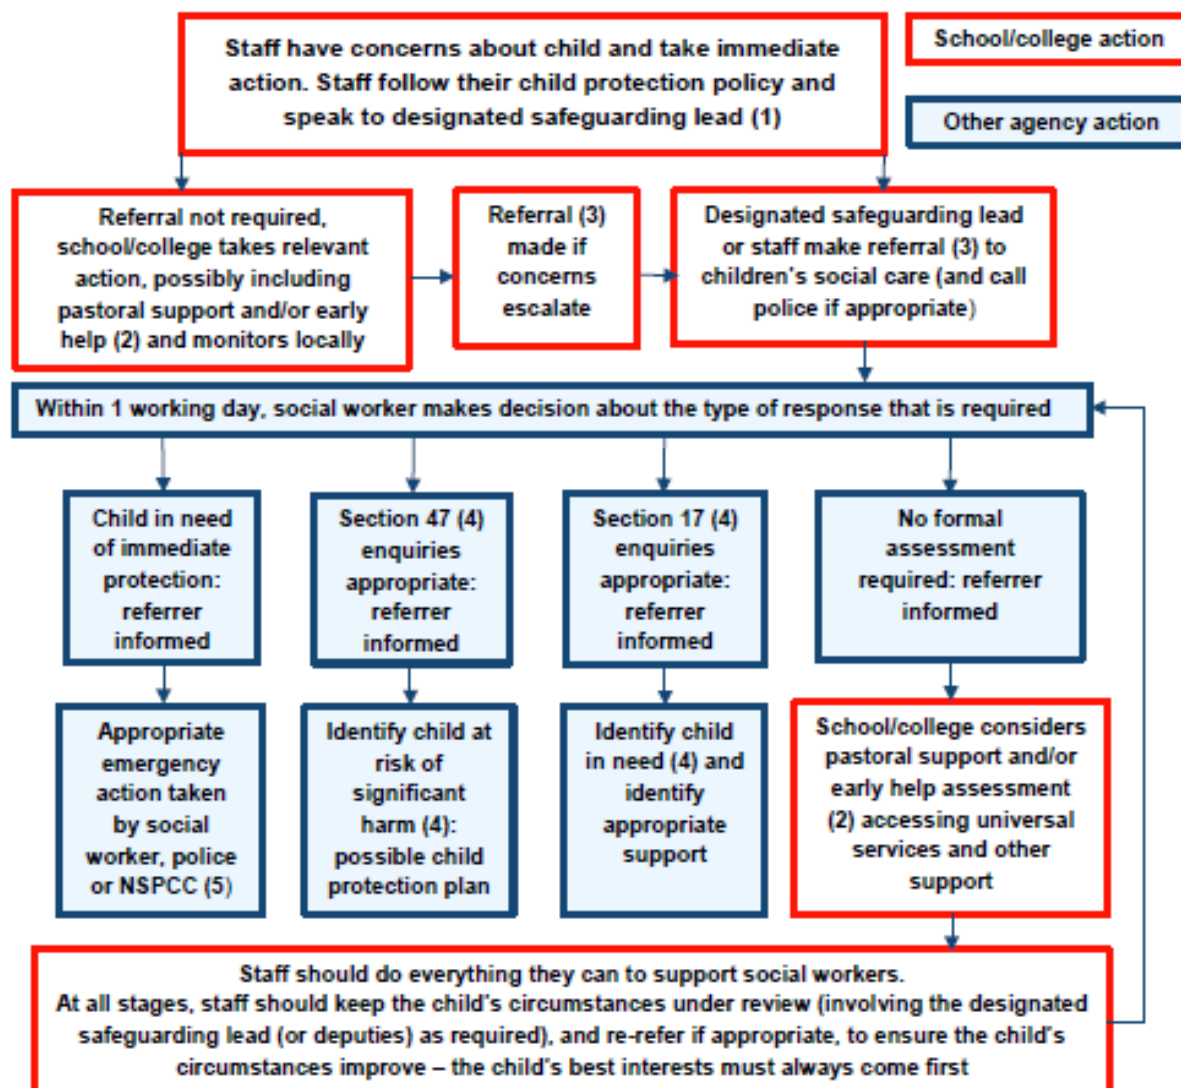 Staff have concerns about child and take immediate
action. Staff follow their child protection policy and
speak to designated safeguarding lead (1)
School/college action
Other agency action
Referral not required,
school/college takes relevant
action, possibly including
pastoral support and/or early
help (2) and monitors locally
Referral (3)
made if
concerns
escalate
Designated safeguarding lead
or staff make referral (3) to
children's social care (and call
police if appropriate)
Within 1 working day, social worker makes decision about the type of response that is required
Child in need
of immediate
protection:
referrer
informed
Section 47 (4)
enquiries
appropriate:
referrer
informed
Section 17 (4)
enquiries
appropriate:
referrer
informed
No formal
assessment
required: referrer
informed
Appropriate
emergency
action taken
by social
worker, police
or NSPCC (5)
Identify child at
risk of
significant
harm (4):
possible child
protection plan
Identify child
in need (4) and
identify
appropriate
support
School/college considers
pastoral support and/or
early help assessment
(2) accessing universal
services and other
support
Staff should do everything they can to support social workers.
At all stages, staff should keep the child's circumstances under review (involving the designated
safeguarding lead (or deputies) as required), and re-refer if appropriate, to ensure the child's
circumstances improve – the child's best interests must always come first